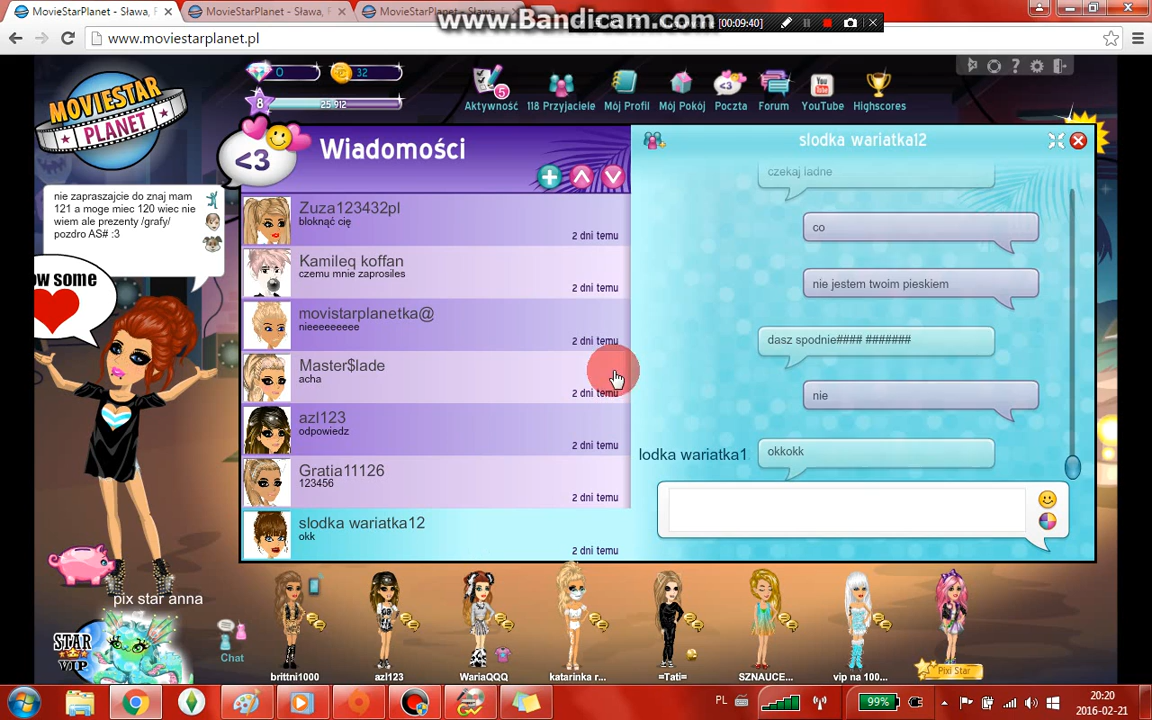 MovieStarPlanet - Sława, F
MovieStarPlanet - Sława, F
MovieStarPlanet - Sława, F
www.Bandicam.com
[00:09:40]
www.moviestarplanet.pl
MOVIESTAR
PLANET
0
32
8
25 912
5
Aktywność
118 Przyjaciele
Mój Profil
Mój Pokój
Poczta
Forum
YouTube
Highscores
You
Tube
<3
<3
Wiadomości
slodka wariatka12
nie zapraszajcie do znaj mam
121 a moge miec 120 wiec nie
wiem ale prezenty /grafy/
pozdro AS# :3
ow some
Zuza123432pl
bloknąć cię
2 dni temu
Kamileq koffan
czemu mnie zaprosiles
2 dni temu
movistarplanetka@
nieeeeeeeee
2 dni temu
Master$lade
acha
2 dni temu
azl123
odpowiedz
2 dni temu
Gratia11126
123456
2 dni temu
slodka wariatka12
okk
2 dni temu
czekaj ladne
co
nie jestem twoim pieskiem
dasz spodnie#### #######
nie
lodka wariatka1
okkokk
pix star anna
STAR
VIP
Chat
brittni1000
azl123
WariaQQQ
katarinka r...
=Tati=
SZNAUCE...
vip na 100...
Pixi Star
PL
99%
20:20
2016-02-21